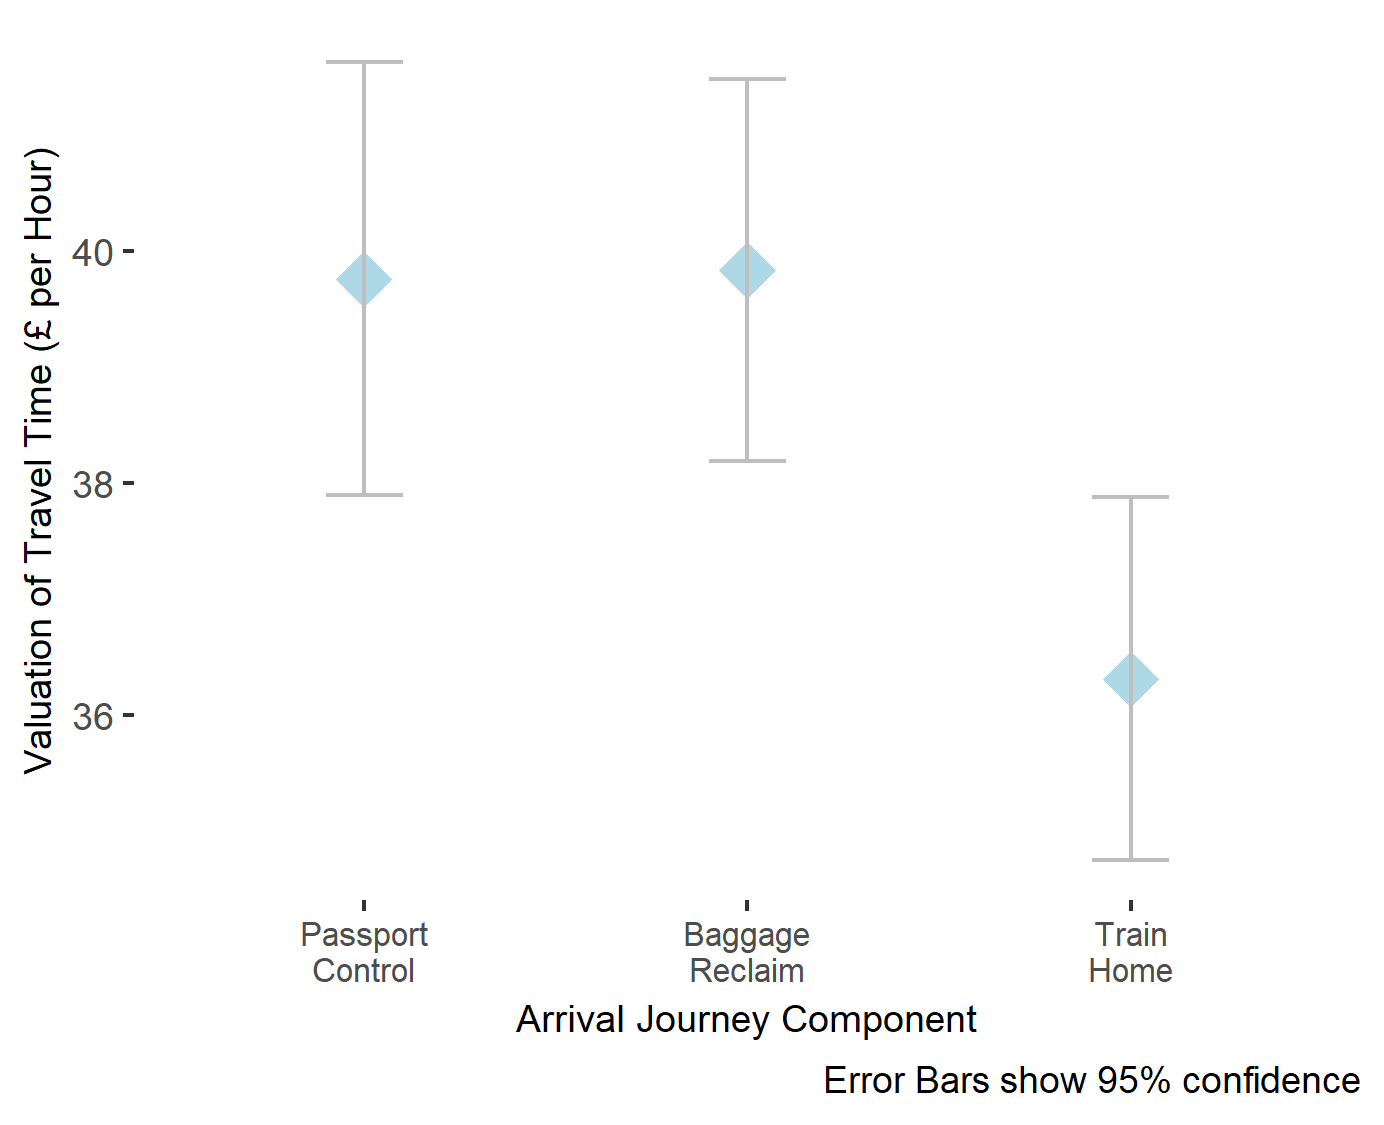 Valuation of Travel Time (£ per Hour)
40
38
36
Passport
Control
Baggage
Reclaim
Train
Home
Arrival Journey Component
Error Bars show 95% confidence